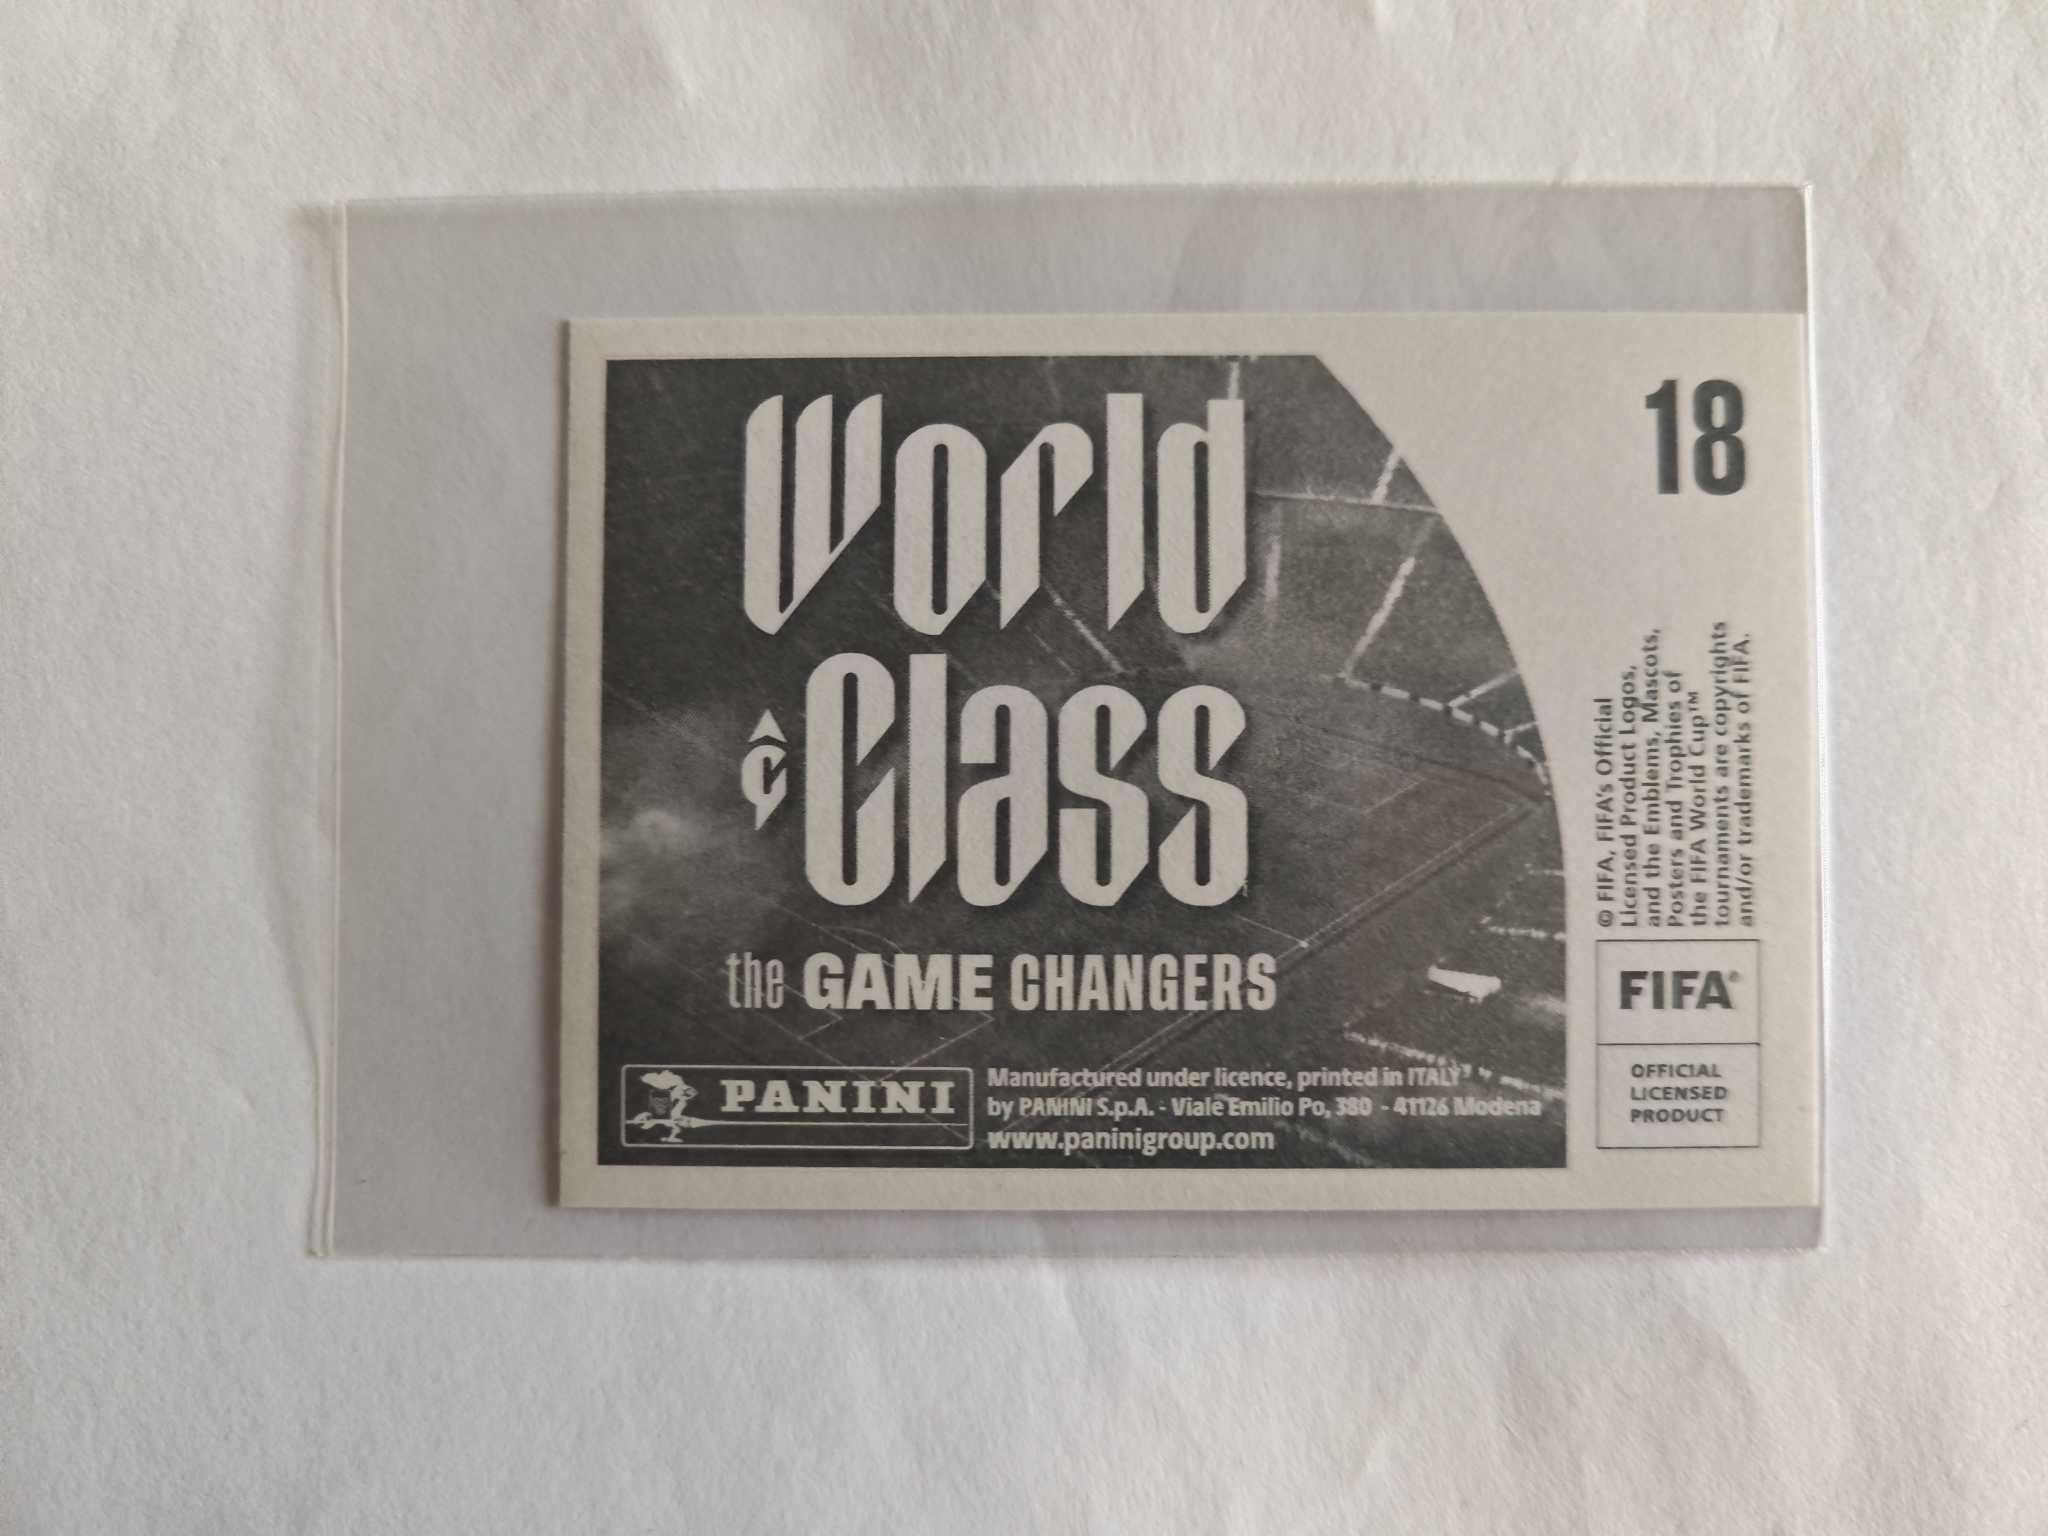 World
Class
the GAME CHANGERS
PANINI
Manufactured under licence, printed in ITALY
by PANINI S.p.A. - Viale Emilio Po, 380 - 41126 Modena
www.paninigroup.com
18
© FIFA, FIFA's Official
Licensed Product Logos,
and the Emblems, Mascots,
Posters and Trophies of
the FIFA World Cup™
tournaments are copyrights
and/or trademarks of FIFA.
FIFA®
OFFICIAL
LICENSED
PRODUCT